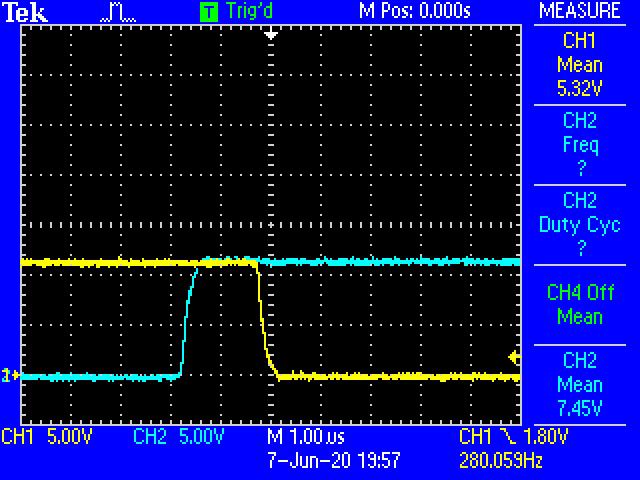 Tek T Trig'd M Pos: 0.000s MEASURE
CH1
Mean
5.32V
CH2
Freq
?
CH2
Duty Cyc
?
CH4 Off
Mean
CH2
Mean
7.45V
CH1 5.00V CH2 5.00V M 1.00µs CH1 1.80V
7-Jun-20 19:57 280.059Hz